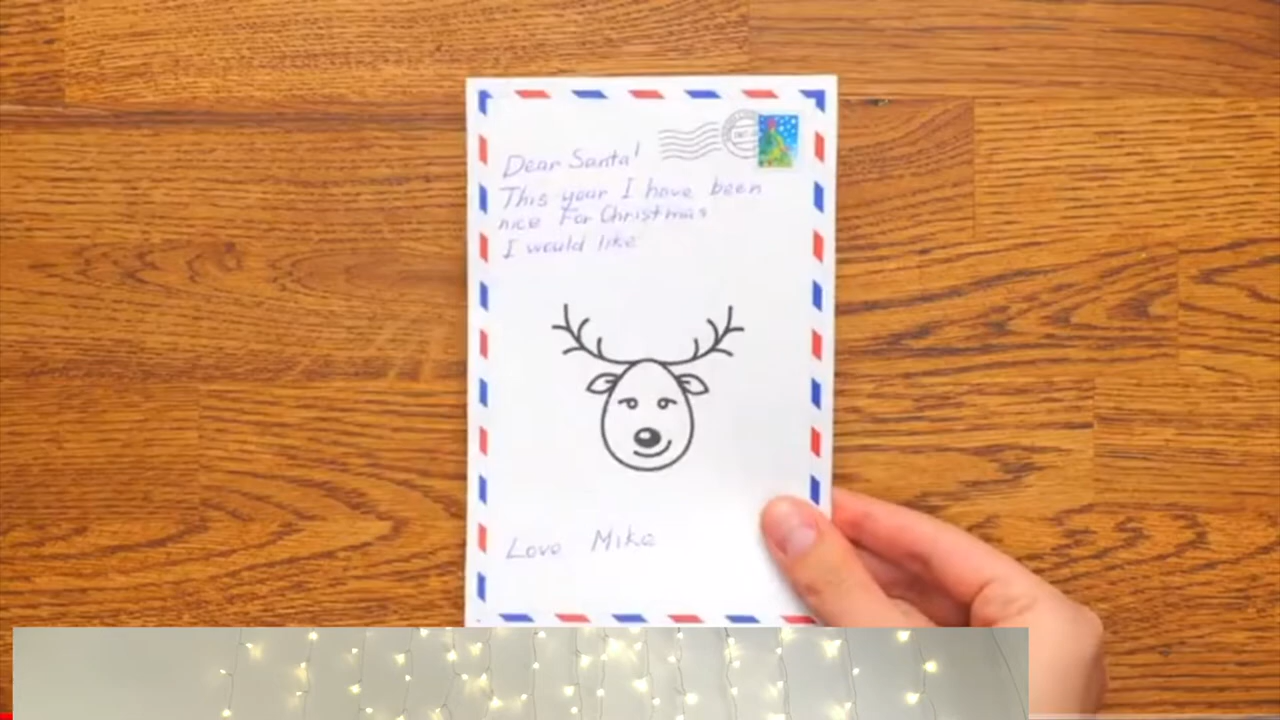 Dear Santa!
This year I have been
nice For Christmas
I would like
Love Mike